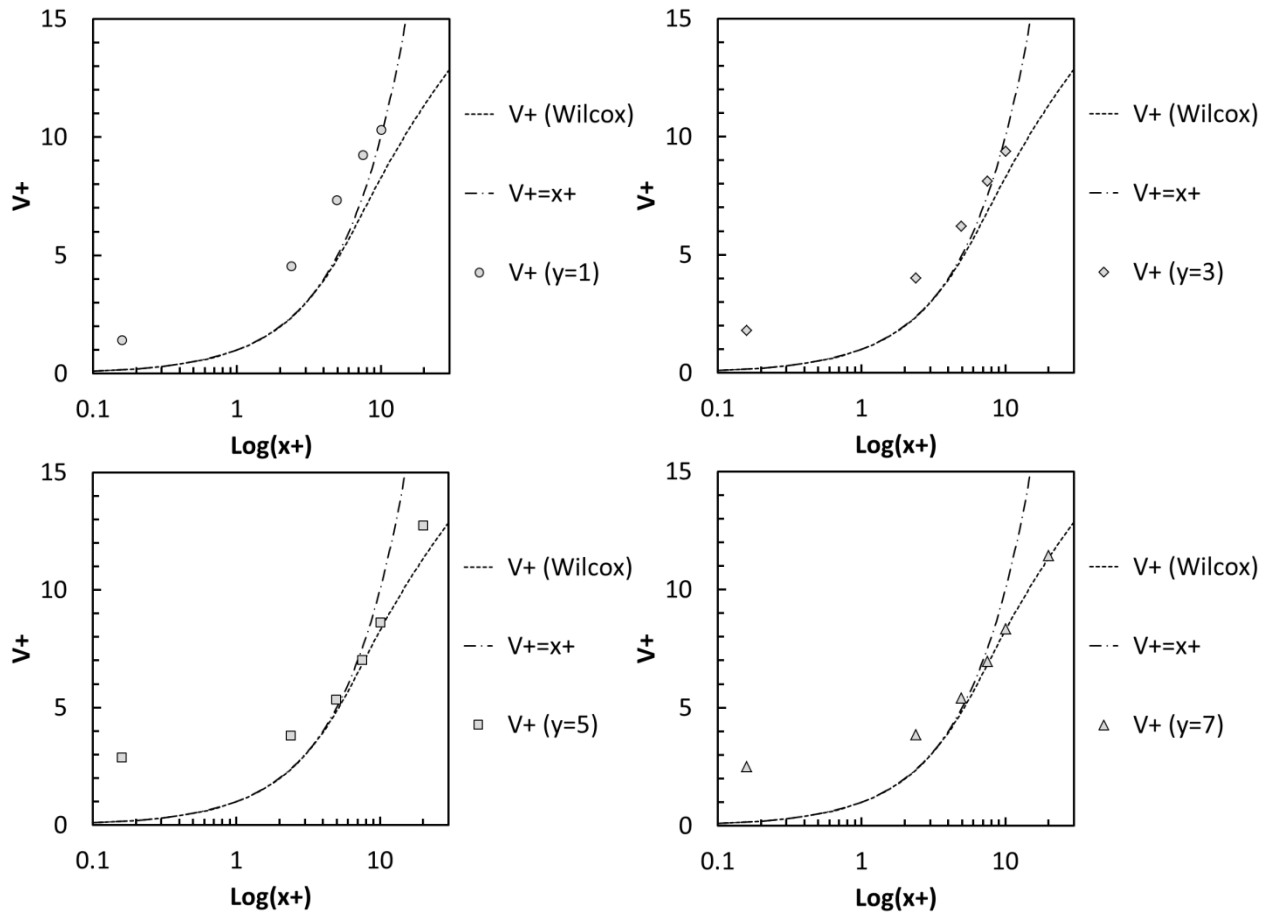 15
10
5
0
V+
0.1 1 10
Log(x+)
V+ (Wilcox)
V+=x+
V+ (y=1)
15
10
5
0
V+
0.1 1 10
Log(x+)
V+ (Wilcox)
V+=x+
V+ (y=3)
15
10
5
0
V+
0.1 1 10
Log(x+)
V+ (Wilcox)
V+=x+
V+ (y=5)
15
10
5
0
V+
0.1 1 10
Log(x+)
V+ (Wilcox)
V+=x+
V+ (y=7)